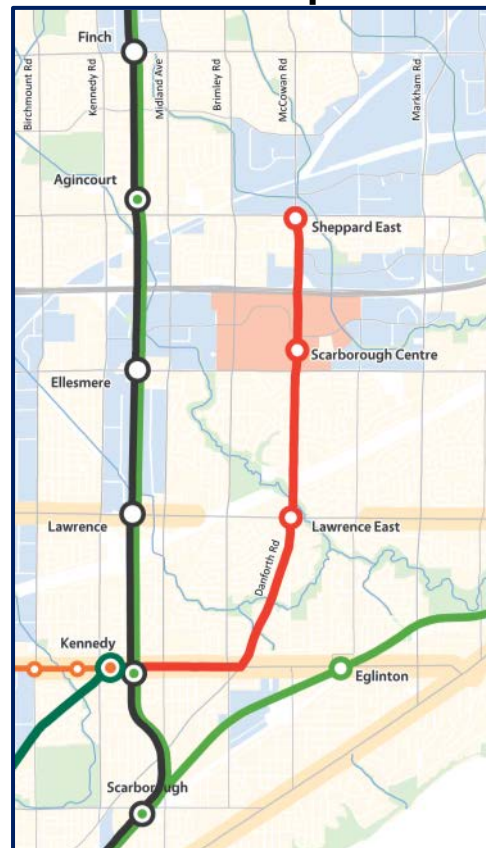 Finch
Birchmount Rd
Kennedy Rd
Midland Ave
Brimley Rd
McCowan Rd
Markham Rd
Agincourt
Sheppard East
Scarborough Centre
Ellesmere
Lawrence
Lawrence East
Danforth Rd
Kennedy
Eglinton
Scarborough